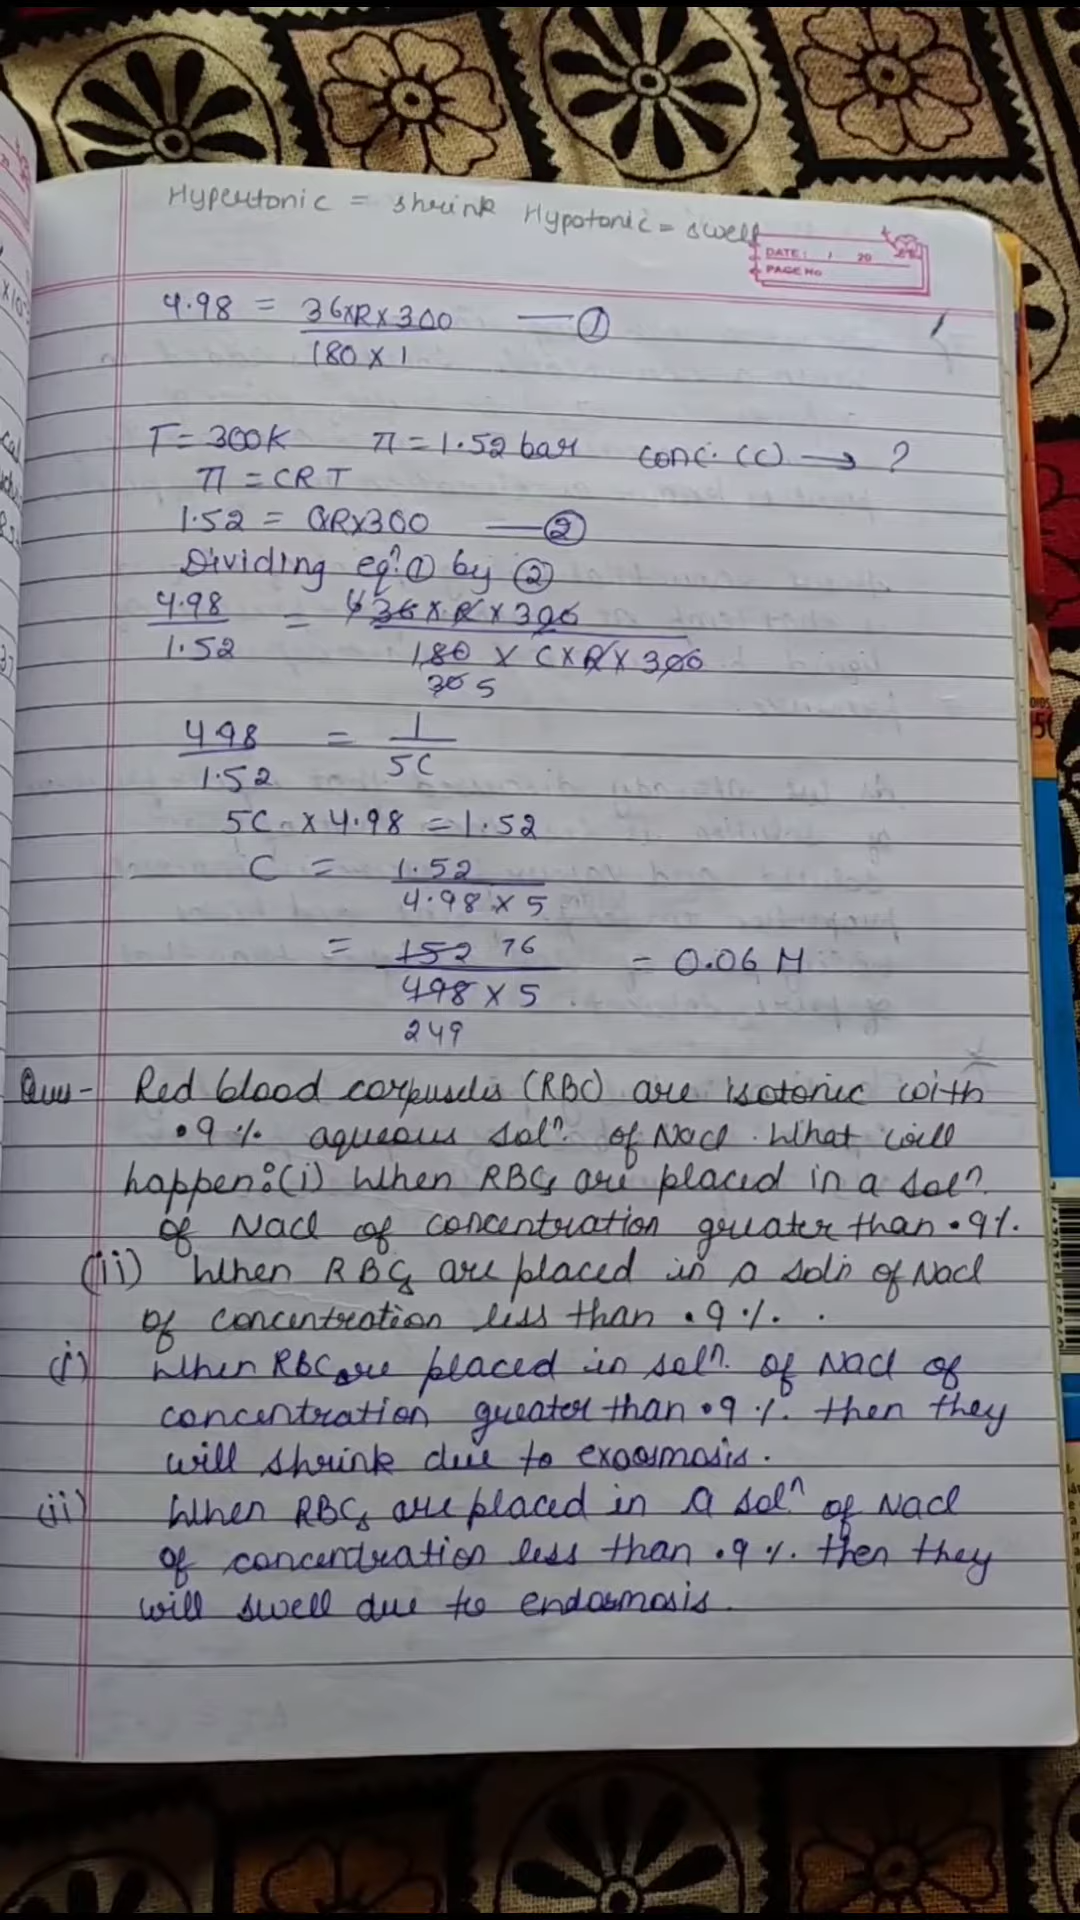 Hypertonic = shrink Hypotonic = swell
DATE: / 20
PAGE No
4.98 = 36×R×300 / 180 × 1 — ①
T = 300K π = 1.52 bar conc. (C) → ?
π = CRT
1.52 = C×R×300 — ②
Dividing eqn. ① by ②
4.98 / 1.52 = 36 × R × 300 / 180 × C × R × 300
30 5
4.98 / 1.52 = 1 / 5C
5C × 4.98 = 1.52
C = 1.52 / 4.98 × 5
= 152 76 / 498 × 5 = 0.06 M
249
Ques - Red blood corpuscles (RBC) are isotonic with
.9 % aqueous soln. of NaCl. What will
happen: (i) When RBCs are placed in a soln.
of NaCl of concentration greater than .9%.
(ii) When RBCs are placed in a soln of NaCl
of concentration less than .9 %.
(i) When RBC are placed in soln. of NaCl of
concentration greater than .9 %. then they
will shrink due to exoosmosis.
(ii) When RBCs are placed in a soln of NaCl
of concentration less than .9 %. then they
will swell due to endosmosis.